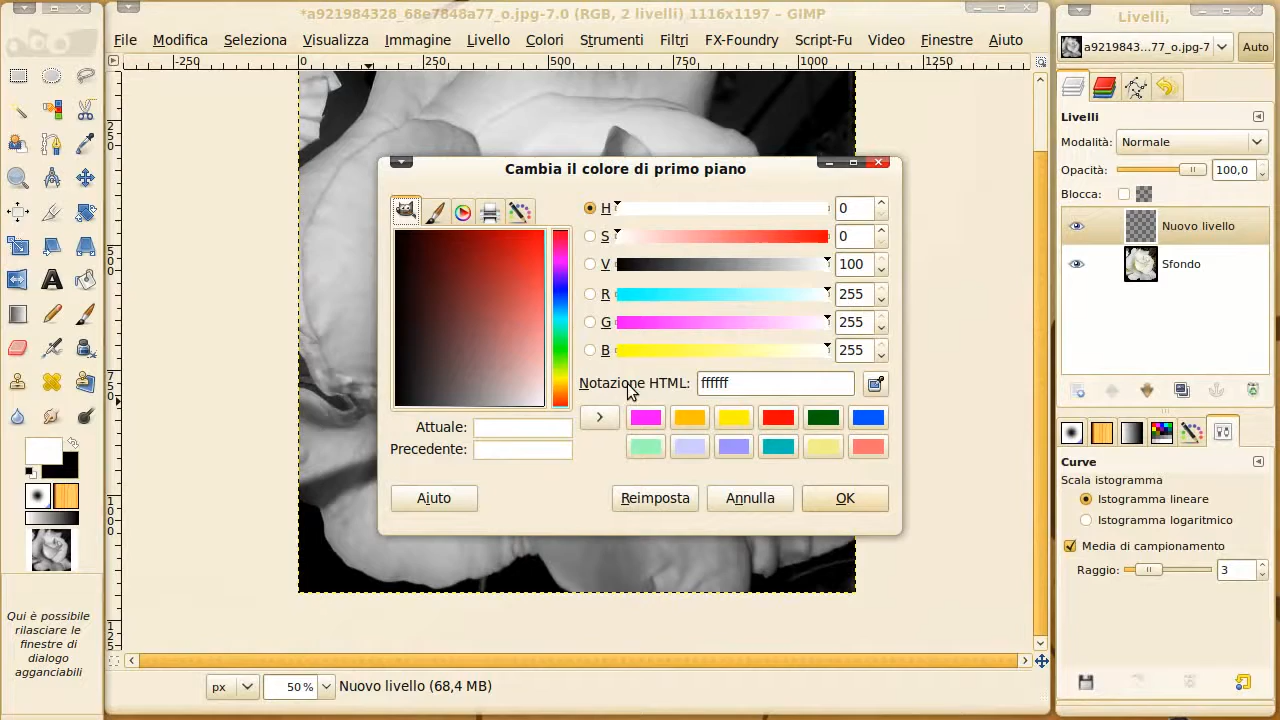 *a921984328_68e7848a77_o.jpg-7.0 (RGB, 2 livelli) 1116x1197 – GIMP
File Modifica Seleziona Visualizza Immagine Livello Colori Strumenti Filtri FX-Foundry Script-Fu Video Finestre Aiuto
-250 0 250 500 750 1000 1250
250
500
750
1000
125
Cambia il colore di primo piano
H 0
S 0
V 100
R 255
G 255
B 255
Notazione HTML: ffffff
Attuale:
Precedente:
Aiuto Reimposta Annulla OK
px 50 % Nuovo livello (68,4 MB)
Qui è possibile
rilasciare le
finestre di
dialogo
agganciabili
Livelli,
a9219843...77_o.jpg-7 Auto
Livelli
Modalità: Normale
Opacità: 100,0
Blocca:
Nuovo livello
Sfondo
Curve
Scala istogramma
Istogramma lineare
Istogramma logaritmico
Media di campionamento
Raggio: 3